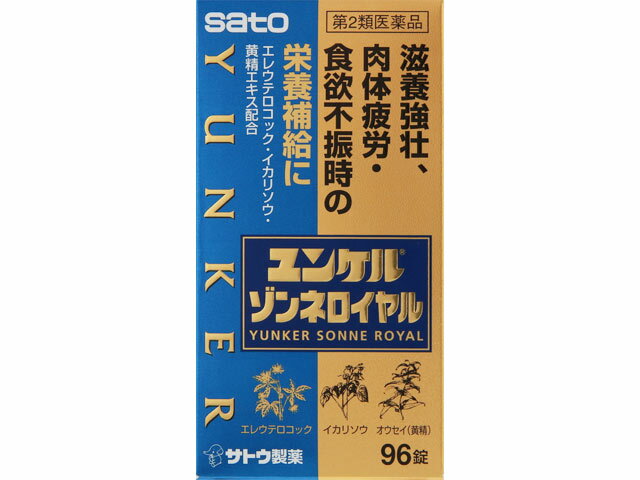 sato
第2類医薬品
滋養強壮、
肉体疲労・
食欲不振時の
栄養補給に
エレウテロコック・イカリソウ・
黄精エキス配合
YUNKER
ユンケル®
ゾンネロイヤル
YUNKER SONNE ROYAL
エレウテロコック イカリソウ オウセイ(黄精)
サトウ製薬
96錠